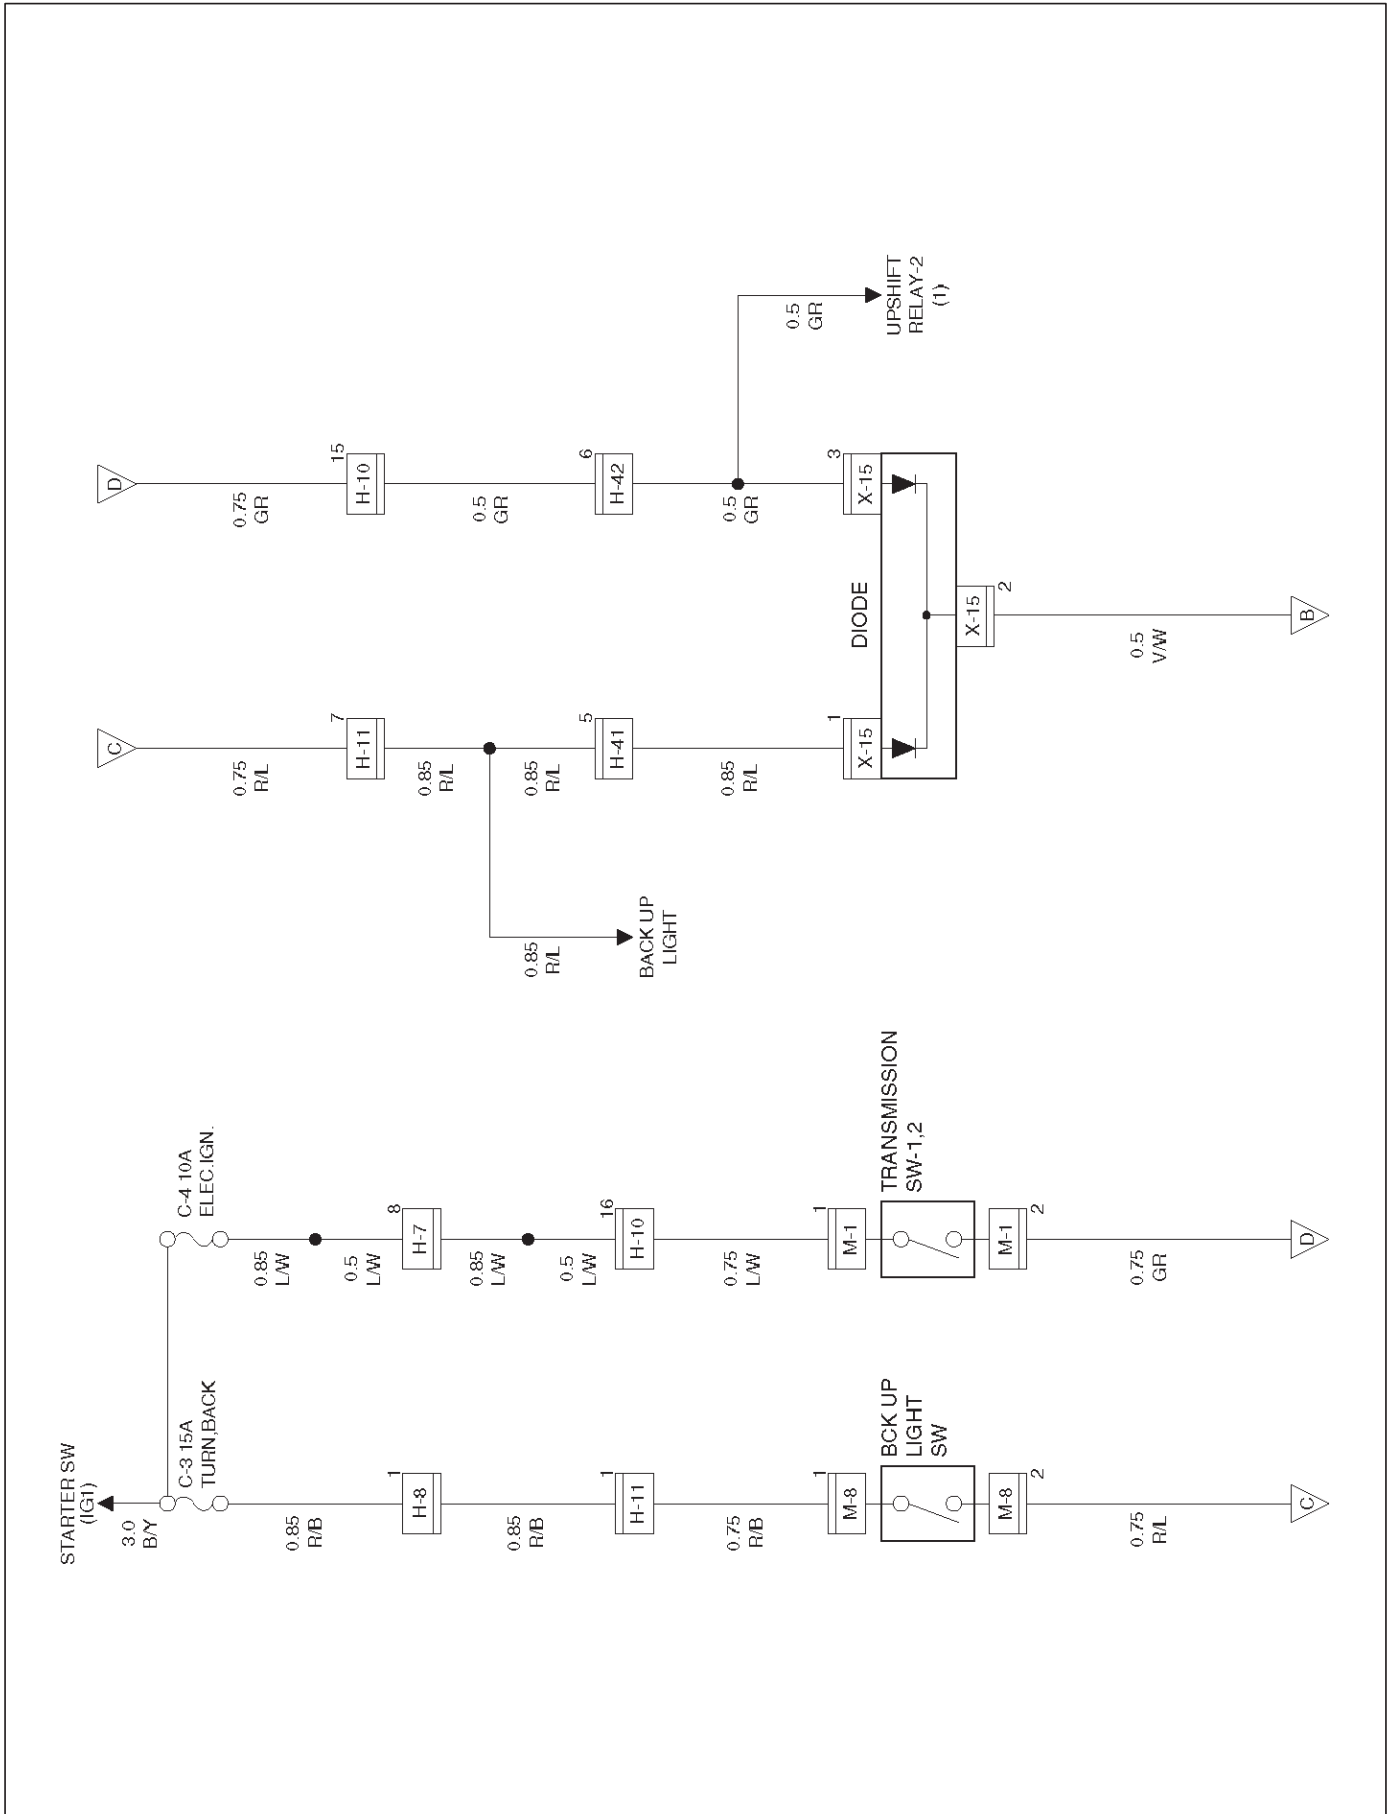 STARTER SW
(IG1)
3.0
B/Y
C-3 15A
TURN,BACK
C-4 10A
ELEC.IGN.
0.85
R/B
1
H-8
0.85
R/B
1
H-11
0.75
R/B
1
M-8
BCK UP
LIGHT
SW
M-8
2
0.75
R/L
C
0.85
L/W
0.5
L/W
8
H-7
0.85
L/W
0.5
L/W
16
H-10
0.75
L/W
1
M-1
TRANSMISSION
SW-1,2
M-1
2
0.75
GR
D
C
0.75
R/L
7
H-11
0.85
R/L
0.85
R/L
BACK UP
LIGHT
0.85
R/L
5
H-41
0.85
R/L
1
X-15
DIODE
D
0.75
GR
15
H-10
0.5
GR
6
H-42
0.5
GR
0.5
GR
UPSHIFT
RELAY-2
(1)
3
X-15
X-15
2
0.5
V/W
B